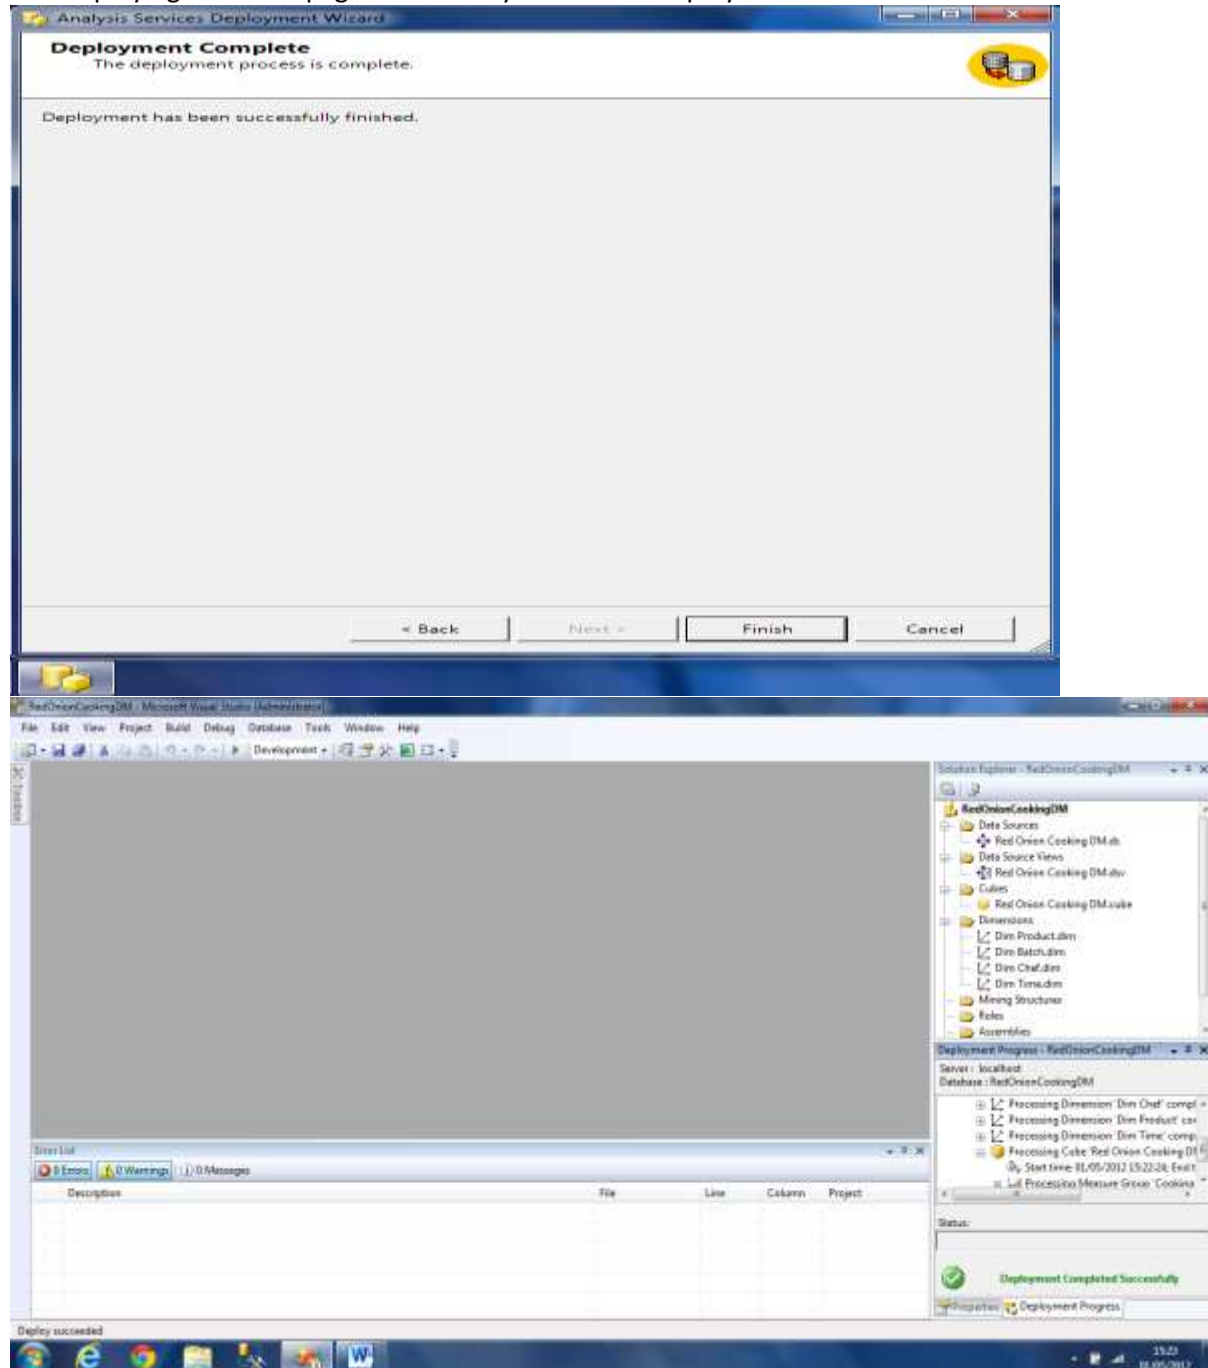 Analysis Services Deployment Wizard
Deployment Complete
The deployment process is complete.
Deployment has been successfully finished.
< Back
Next >
Finish
Cancel
RedOnionCookingDM - Microsoft Visual Studio (Administrator)
File Edit View Project Build Debug Database Tools Window Help
Development
Toolbox
Solution Explorer - RedOnionCookingDM
RedOnionCookingDM
Data Sources
Red Onion Cooking DM.ds
Data Source Views
Red Onion Cooking DM.dsv
Cubes
Red Onion Cooking DM.cube
Dimensions
Dim Product.dim
Dim Batch.dim
Dim Chef.dim
Dim Time.dim
Mining Structures
Roles
Assemblies
Deployment Progress - RedOnionCookingDM
Server : localhost
Database : RedOnionCookingDM
Processing Dimension 'Dim Chef' compl
Processing Dimension 'Dim Product' co
Processing Dimension 'Dim Time' comp
Processing Cube 'Red Onion Cooking D
Start time: 01/05/2012 15:22:24; End t
Processing Measure Group 'Cooking
Status:
Deployment Completed Successfully
Properties Deployment Progress
Error List
0 Errors 0 Warnings 0 Messages
Description File Line Column Project
Deploy succeeded
15:23
01/05/2012